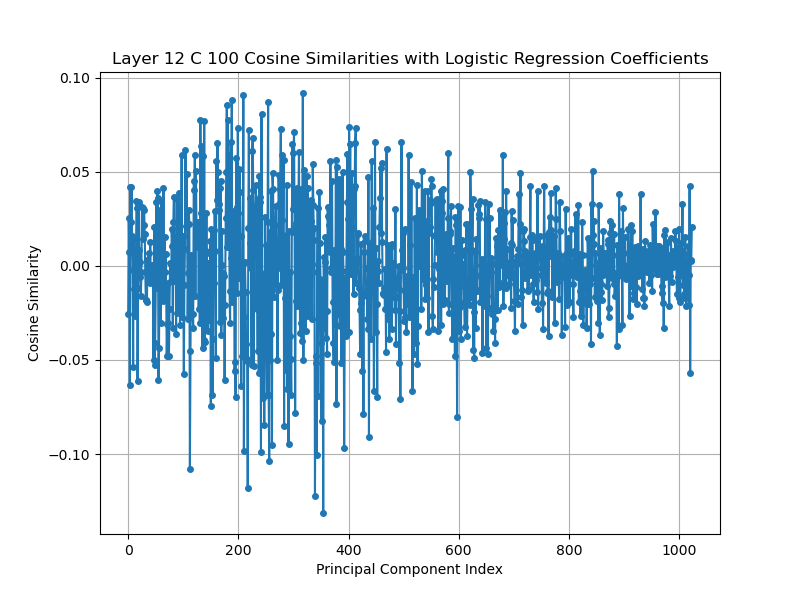 Layer 12 C 100 Cosine Similarities with Logistic Regression Coefficients
0.10
0.05
0.00
−0.05
−0.10
Cosine Similarity
0 200 400 600 800 1000
Principal Component Index